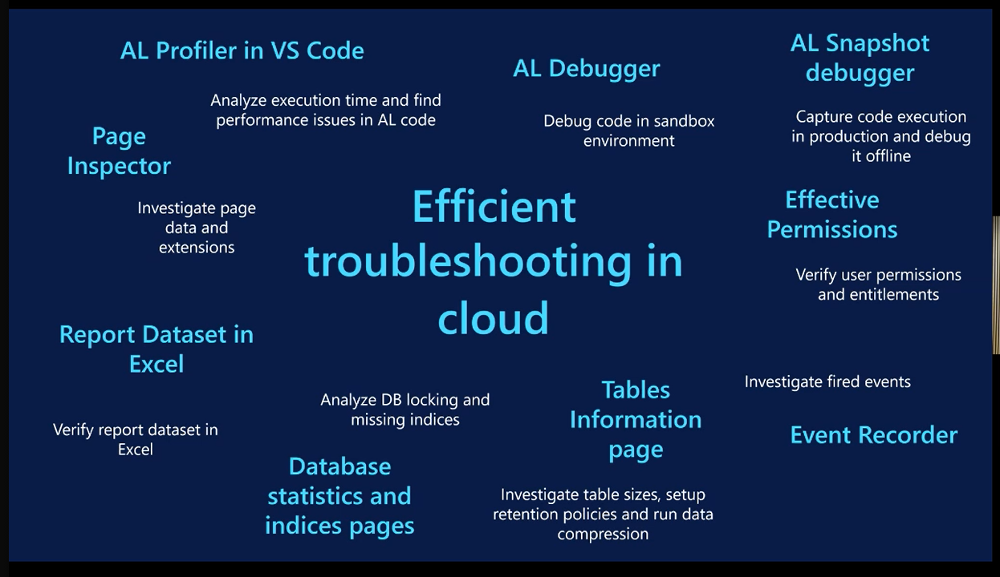 AL Profiler in VS Code
Analyze execution time and find
performance issues in AL code
AL Debugger
Debug code in sandbox
environment
AL Snapshot
debugger
Capture code execution
in production and debug
it offline
Page
Inspector
Investigate page
data and
extensions
Efficient
troubleshooting in
cloud
Effective
Permissions
Verify user permissions
and entitlements
Report Dataset in
Excel
Verify report dataset in
Excel
Analyze DB locking and
missing indices
Database
statistics and
indices pages
Tables
Information
page
Investigate table sizes, setup
retention policies and run data
compression
Investigate fired events
Event Recorder